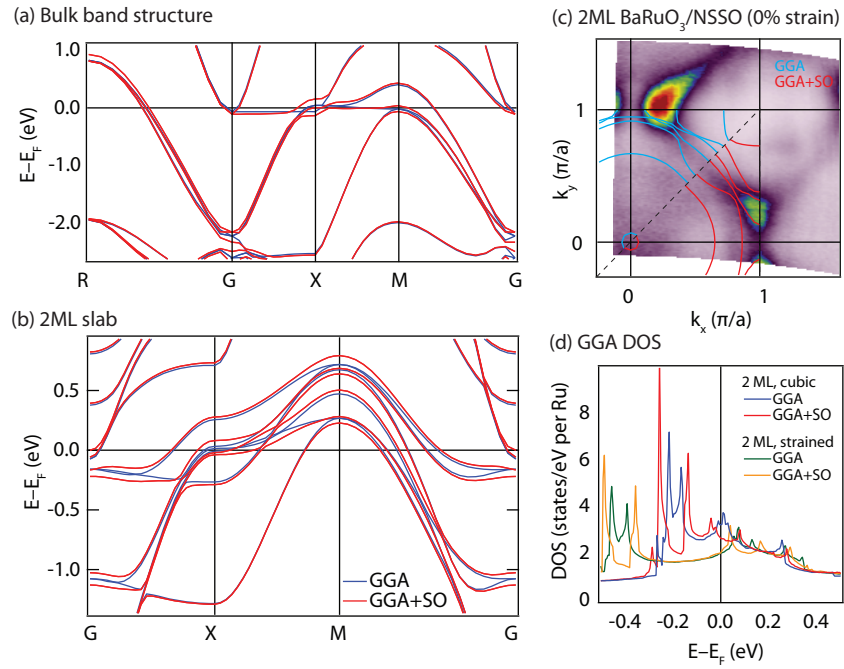 (a) Bulk band structure
1.0
0.0
-1.0
-2.0
E−E_F (eV)
R G X M G
(b) 2ML slab
0.5
0.0
-0.5
-1.0
E−E_F (eV)
GGA
GGA+SO
G X M G
(c) 2ML BaRuO₃/NSSO (0% strain)
GGA
GGA+SO
1
0
k_y (π/a)
0 1
k_x (π/a)
(d) GGA DOS
2 ML, cubic
GGA
GGA+SO
2 ML, strained
GGA
GGA+SO
8
6
4
2
0
DOS (states/eV per Ru)
-0.4 -0.2 0.0 0.2 0.4
E−E_F (eV)